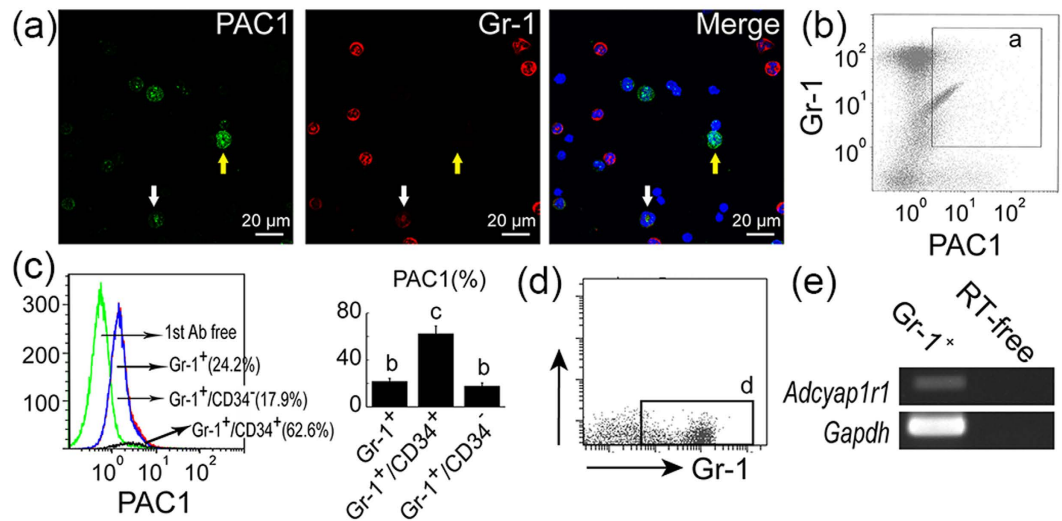 (a) PAC1 Gr-1 Merge
20 µm 20 µm 20 µm
(b)
a
Gr-1
10² 10¹ 10⁰
10⁰ 10¹ 10²
PAC1
(c)
300
200
100
1st Ab free
Gr-1⁺(24.2%)
Gr-1⁺/CD34⁻(17.9%)
Gr-1⁺/CD34⁺(62.6%)
10⁰ 10¹ 10²
PAC1
PAC1(%)
80
40
0
b c b
Gr-1⁺
Gr-1⁺/CD34⁺
Gr-1⁺/CD34⁻
(d)
d
Gr-1
(e)
Gr-1⁺ RT-free
Adcyap1r1
Gapdh